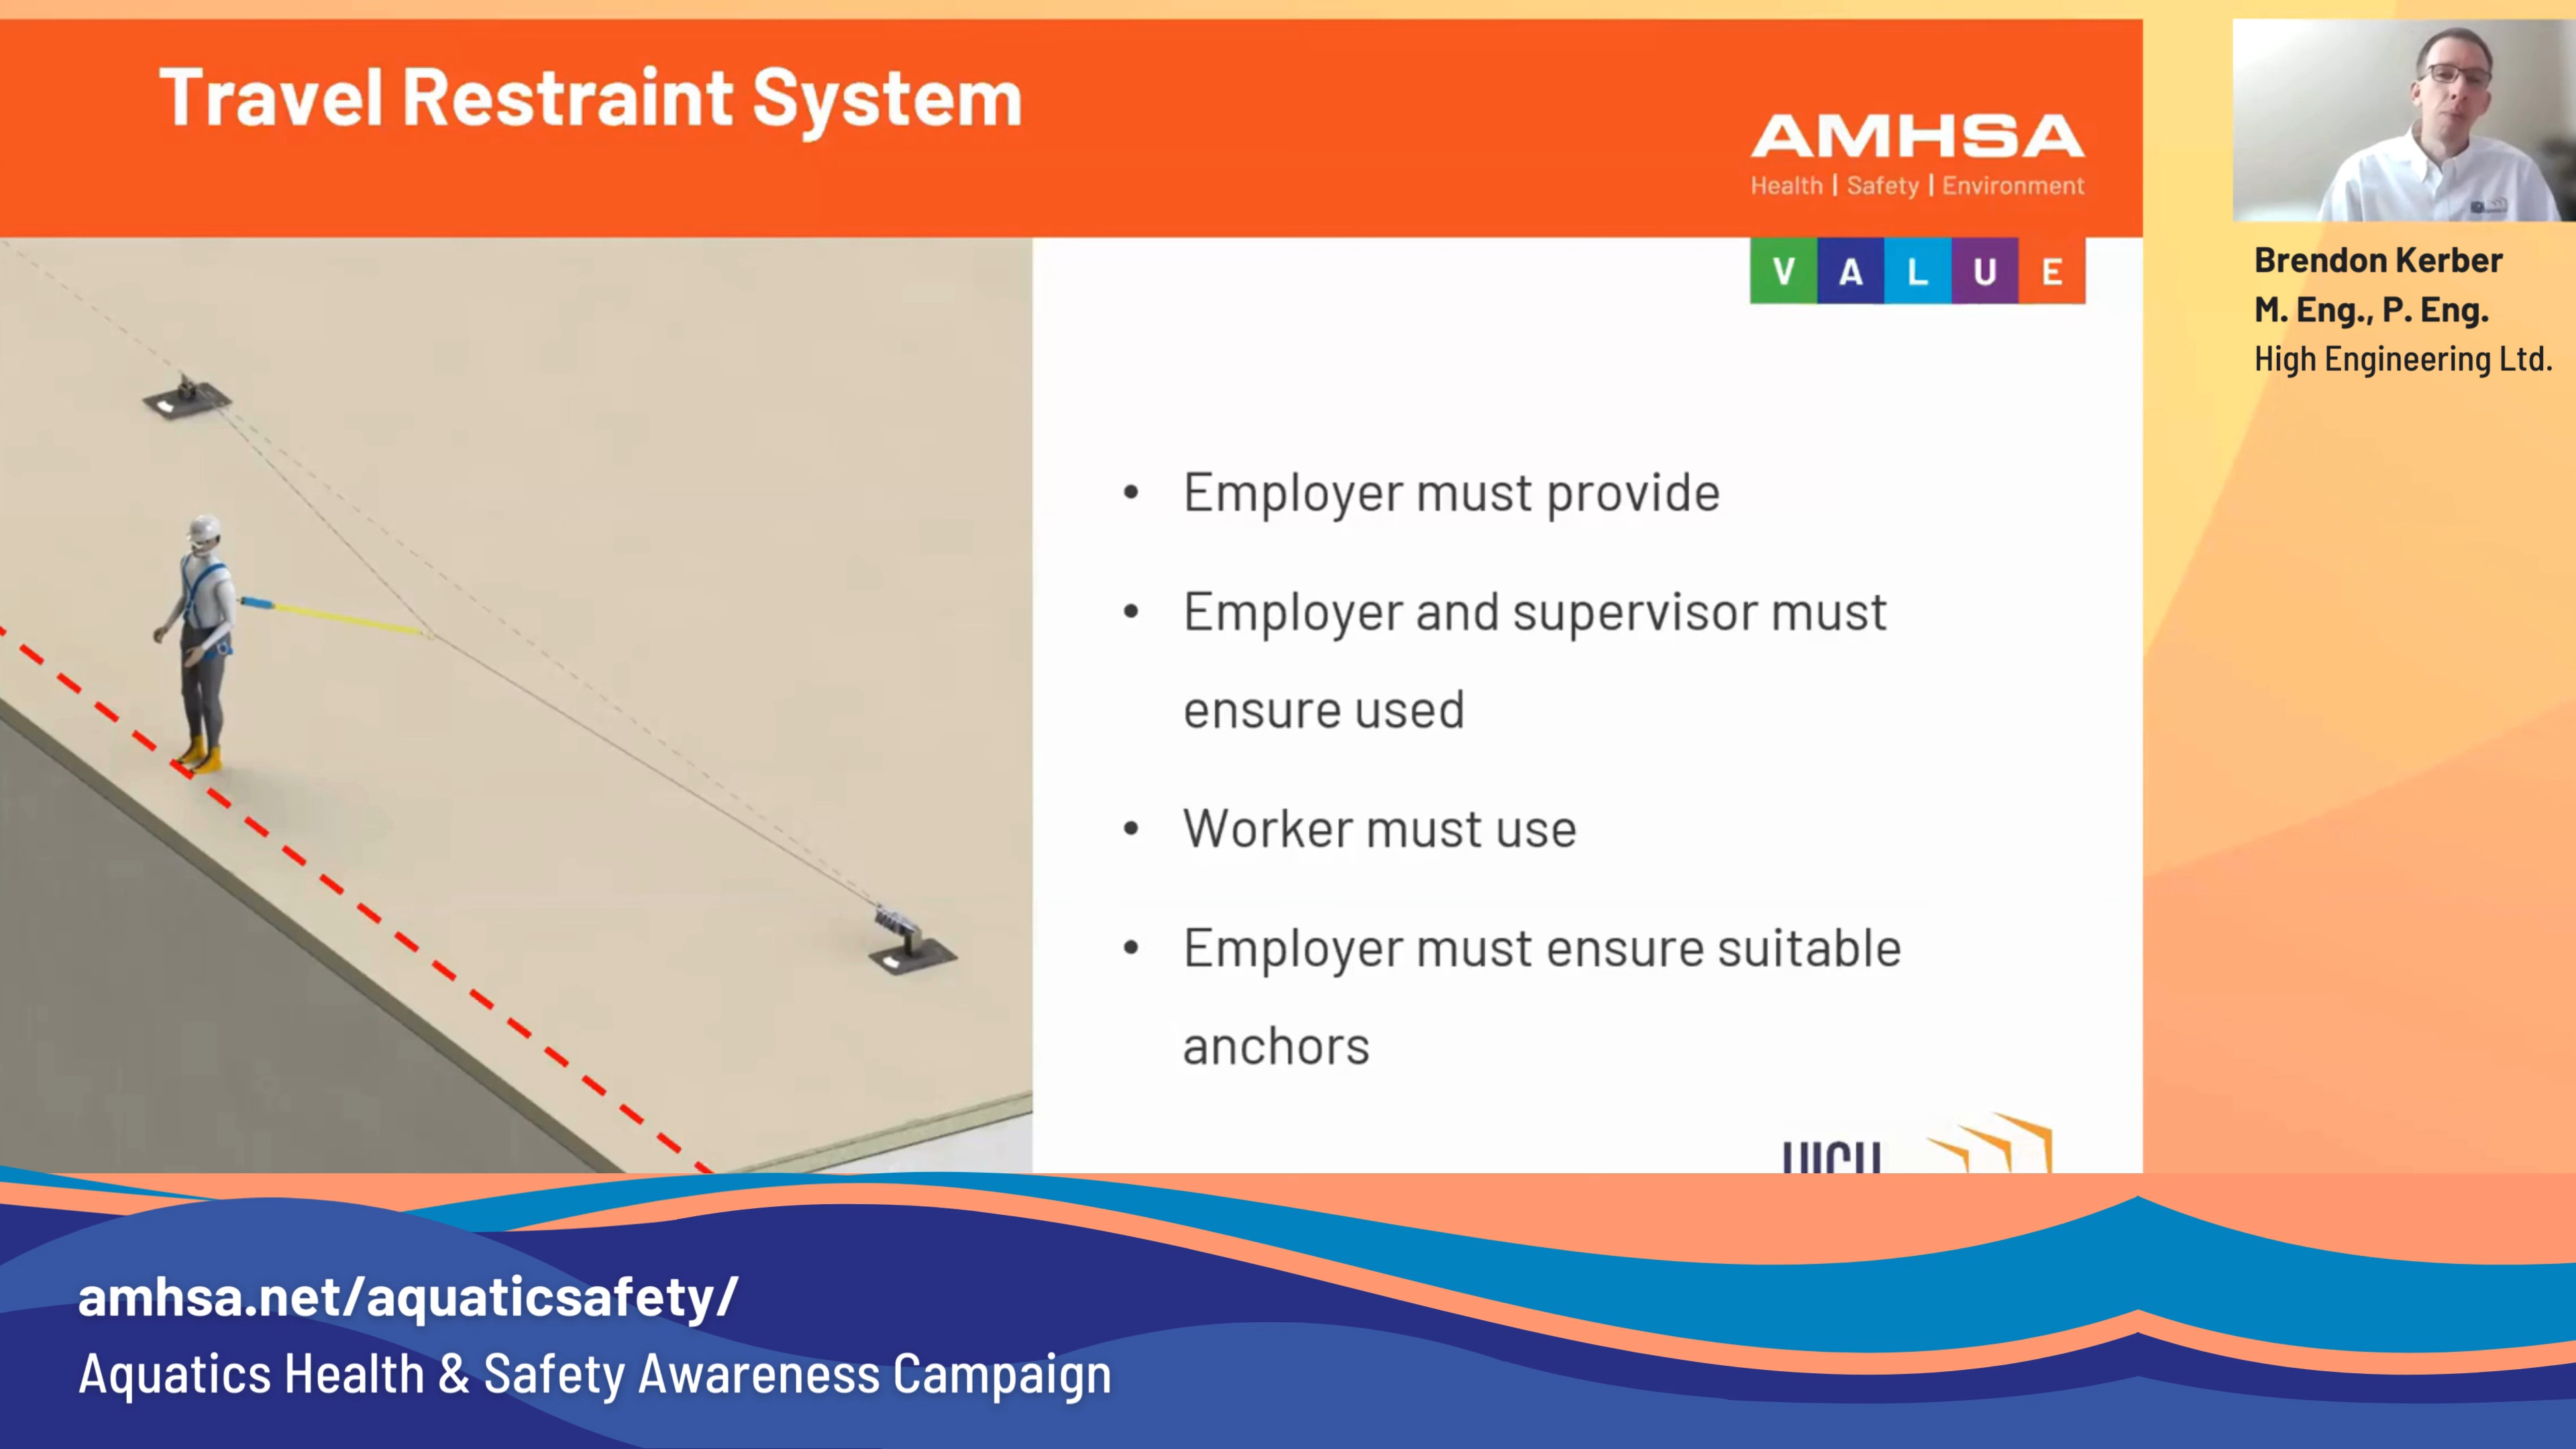 Travel Restraint System
AMHSA
Health | Safety | Environment
V A L U E
• Employer must provide
• Employer and supervisor must
ensure used
• Worker must use
• Employer must ensure suitable
anchors
Brendon Kerber
M. Eng., P. Eng.
High Engineering Ltd.
amhsa.net/aquaticsafety/
Aquatics Health & Safety Awareness Campaign